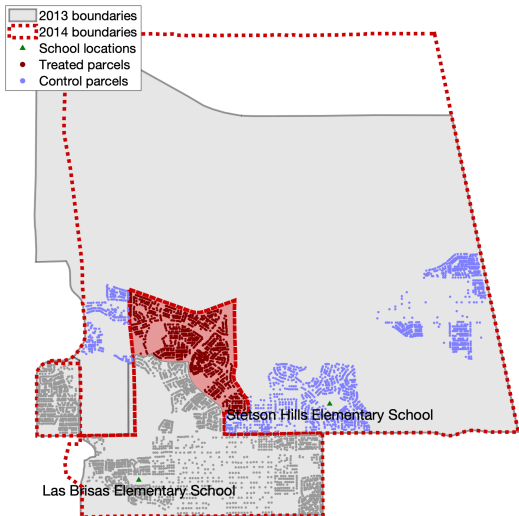 2013 boundaries
2014 boundaries
School locations
Treated parcels
Control parcels
Stetson Hills Elementary School
Las Brisas Elementary School